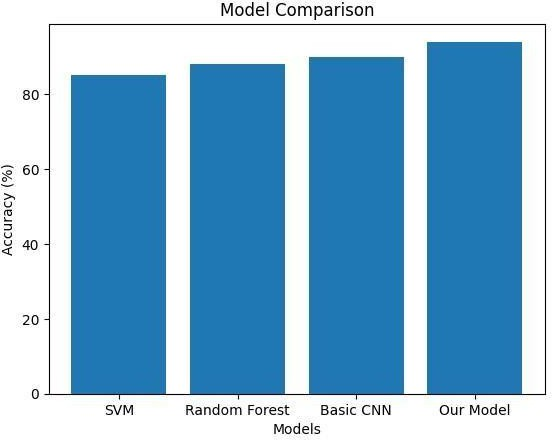 Model Comparison
Accuracy (%)
80
60
40
20
0
SVM Random Forest Basic CNN Our Model
Models